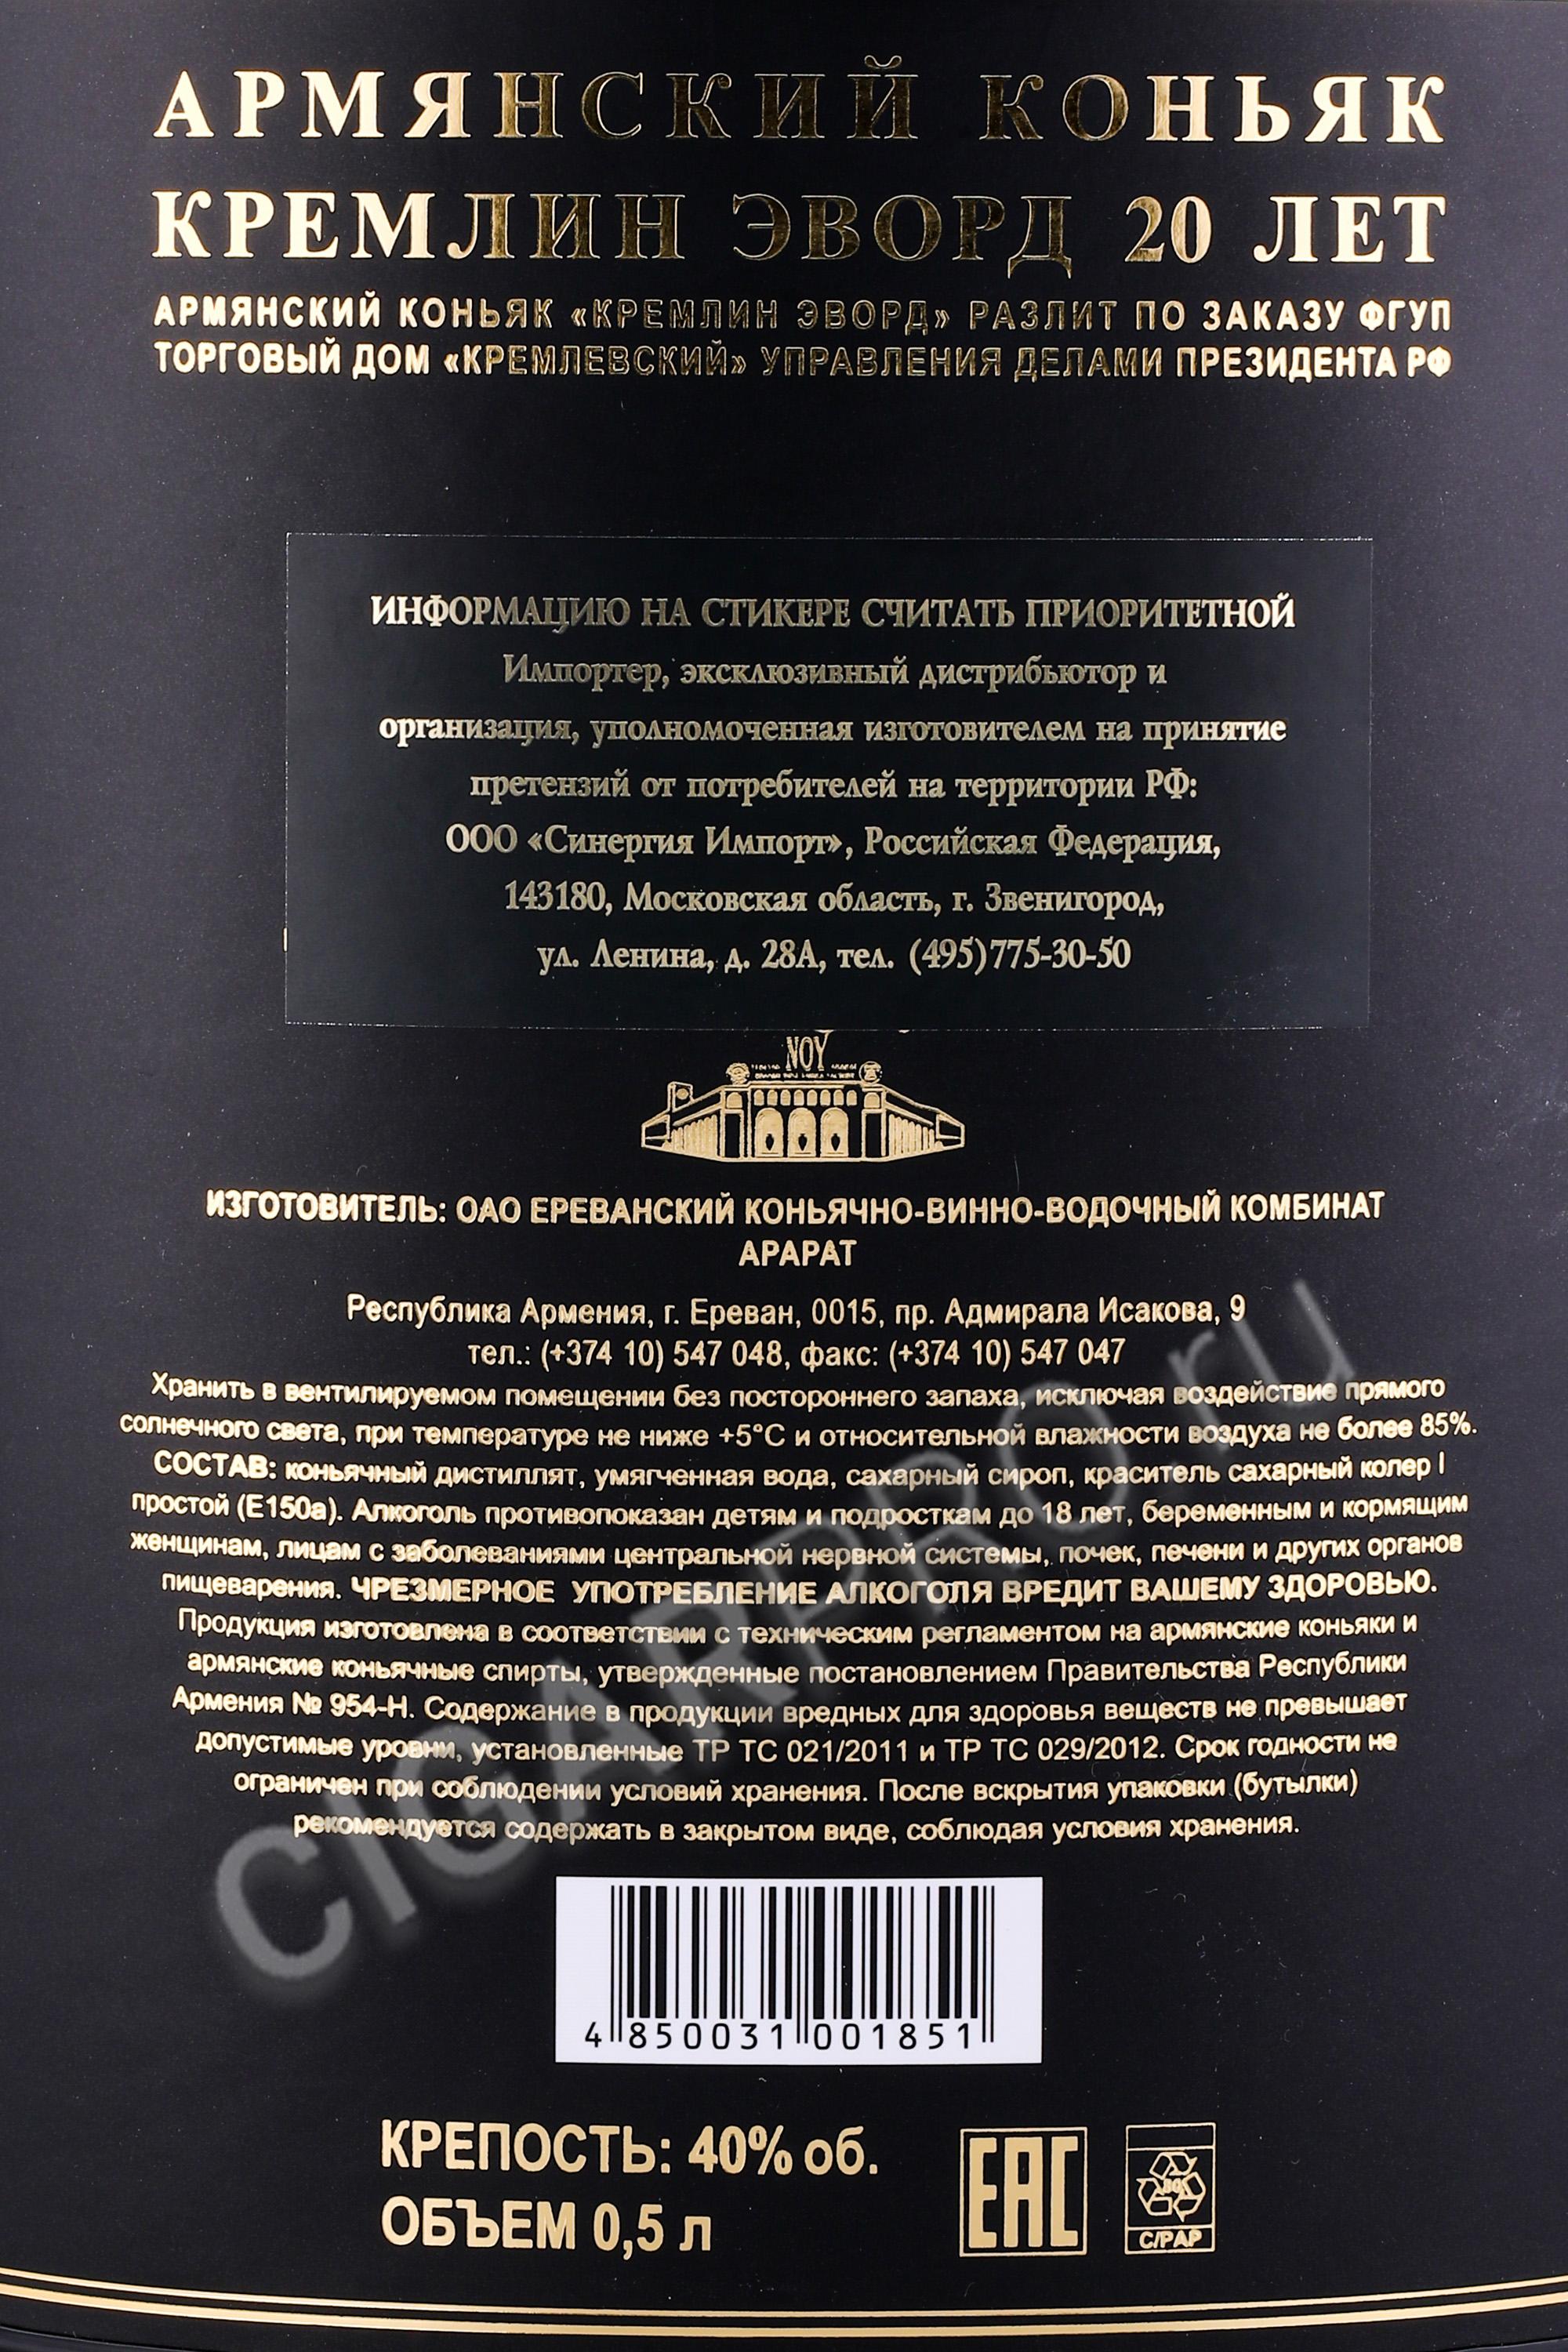 АРМЯНСКИЙ КОНЬЯК
КРЕМЛИН ЭВОРД 20 ЛЕТ
АРМЯНСКИЙ КОНЬЯК «КРЕМЛИН ЭВОРД» РАЗЛИТ ПО ЗАКАЗУ ФГУП
ТОРГОВЫЙ ДОМ «КРЕМЛЕВСКИЙ» УПРАВЛЕНИЯ ДЕЛАМИ ПРЕЗИДЕНТА РФ
ИНФОРМАЦИЮ НА СТИКЕРЕ СЧИТАТЬ ПРИОРИТЕТНОЙ
Импортер, эксклюзивный дистрибьютор и
организация, уполномоченная изготовителем на принятие
претензий от потребителей на территории РФ:
ООО «Синергия Импорт», Российская Федерация,
143180, Московская область, г. Звенигород,
ул. Ленина, д. 28А, тел. (495)775-30-50
NOY
ИЗГОТОВИТЕЛЬ: ОАО ЕРЕВАНСКИЙ КОНЬЯЧНО-ВИННО-ВОДОЧНЫЙ КОМБИНАТ
АРАРАТ
Республика Армения, г. Ереван, 0015, пр. Адмирала Исакова, 9
тел.: (+374 10) 547 048, факс: (+374 10) 547 047
Хранить в вентилируемом помещении без постороннего запаха, исключая воздействие прямого
солнечного света, при температуре не ниже +5°С и относительной влажности воздуха не более 85%.
СОСТАВ: коньячный дистиллят, умягченная вода, сахарный сироп, краситель сахарный колер I
простой (Е150а). Алкоголь противопоказан детям и подросткам до 18 лет, беременным и кормящим
женщинам, лицам с заболеваниями центральной нервной системы, почек, печени и других органов
пищеварения. ЧРЕЗМЕРНОЕ УПОТРЕБЛЕНИЕ АЛКОГОЛЯ ВРЕДИТ ВАШЕМУ ЗДОРОВЬЮ.
Продукция изготовлена в соответствии с техническим регламентом на армянские коньяки и
армянские коньячные спирты, утвержденные постановлением Правительства Республики
Армения № 954-Н. Содержание в продукции вредных для здоровья веществ не превышает
допустимые уровни, установленные ТР ТС 021/2011 и ТР ТС 029/2012. Срок годности не
ограничен при соблюдении условий хранения. После вскрытия упаковки (бутылки)
рекомендуется содержать в закрытом виде, соблюдая условия хранения.
CIGARPRO.ru
4 850031 001851
КРЕПОСТЬ: 40% об.
ОБЪЕМ 0,5 л
EAC
C/PAP